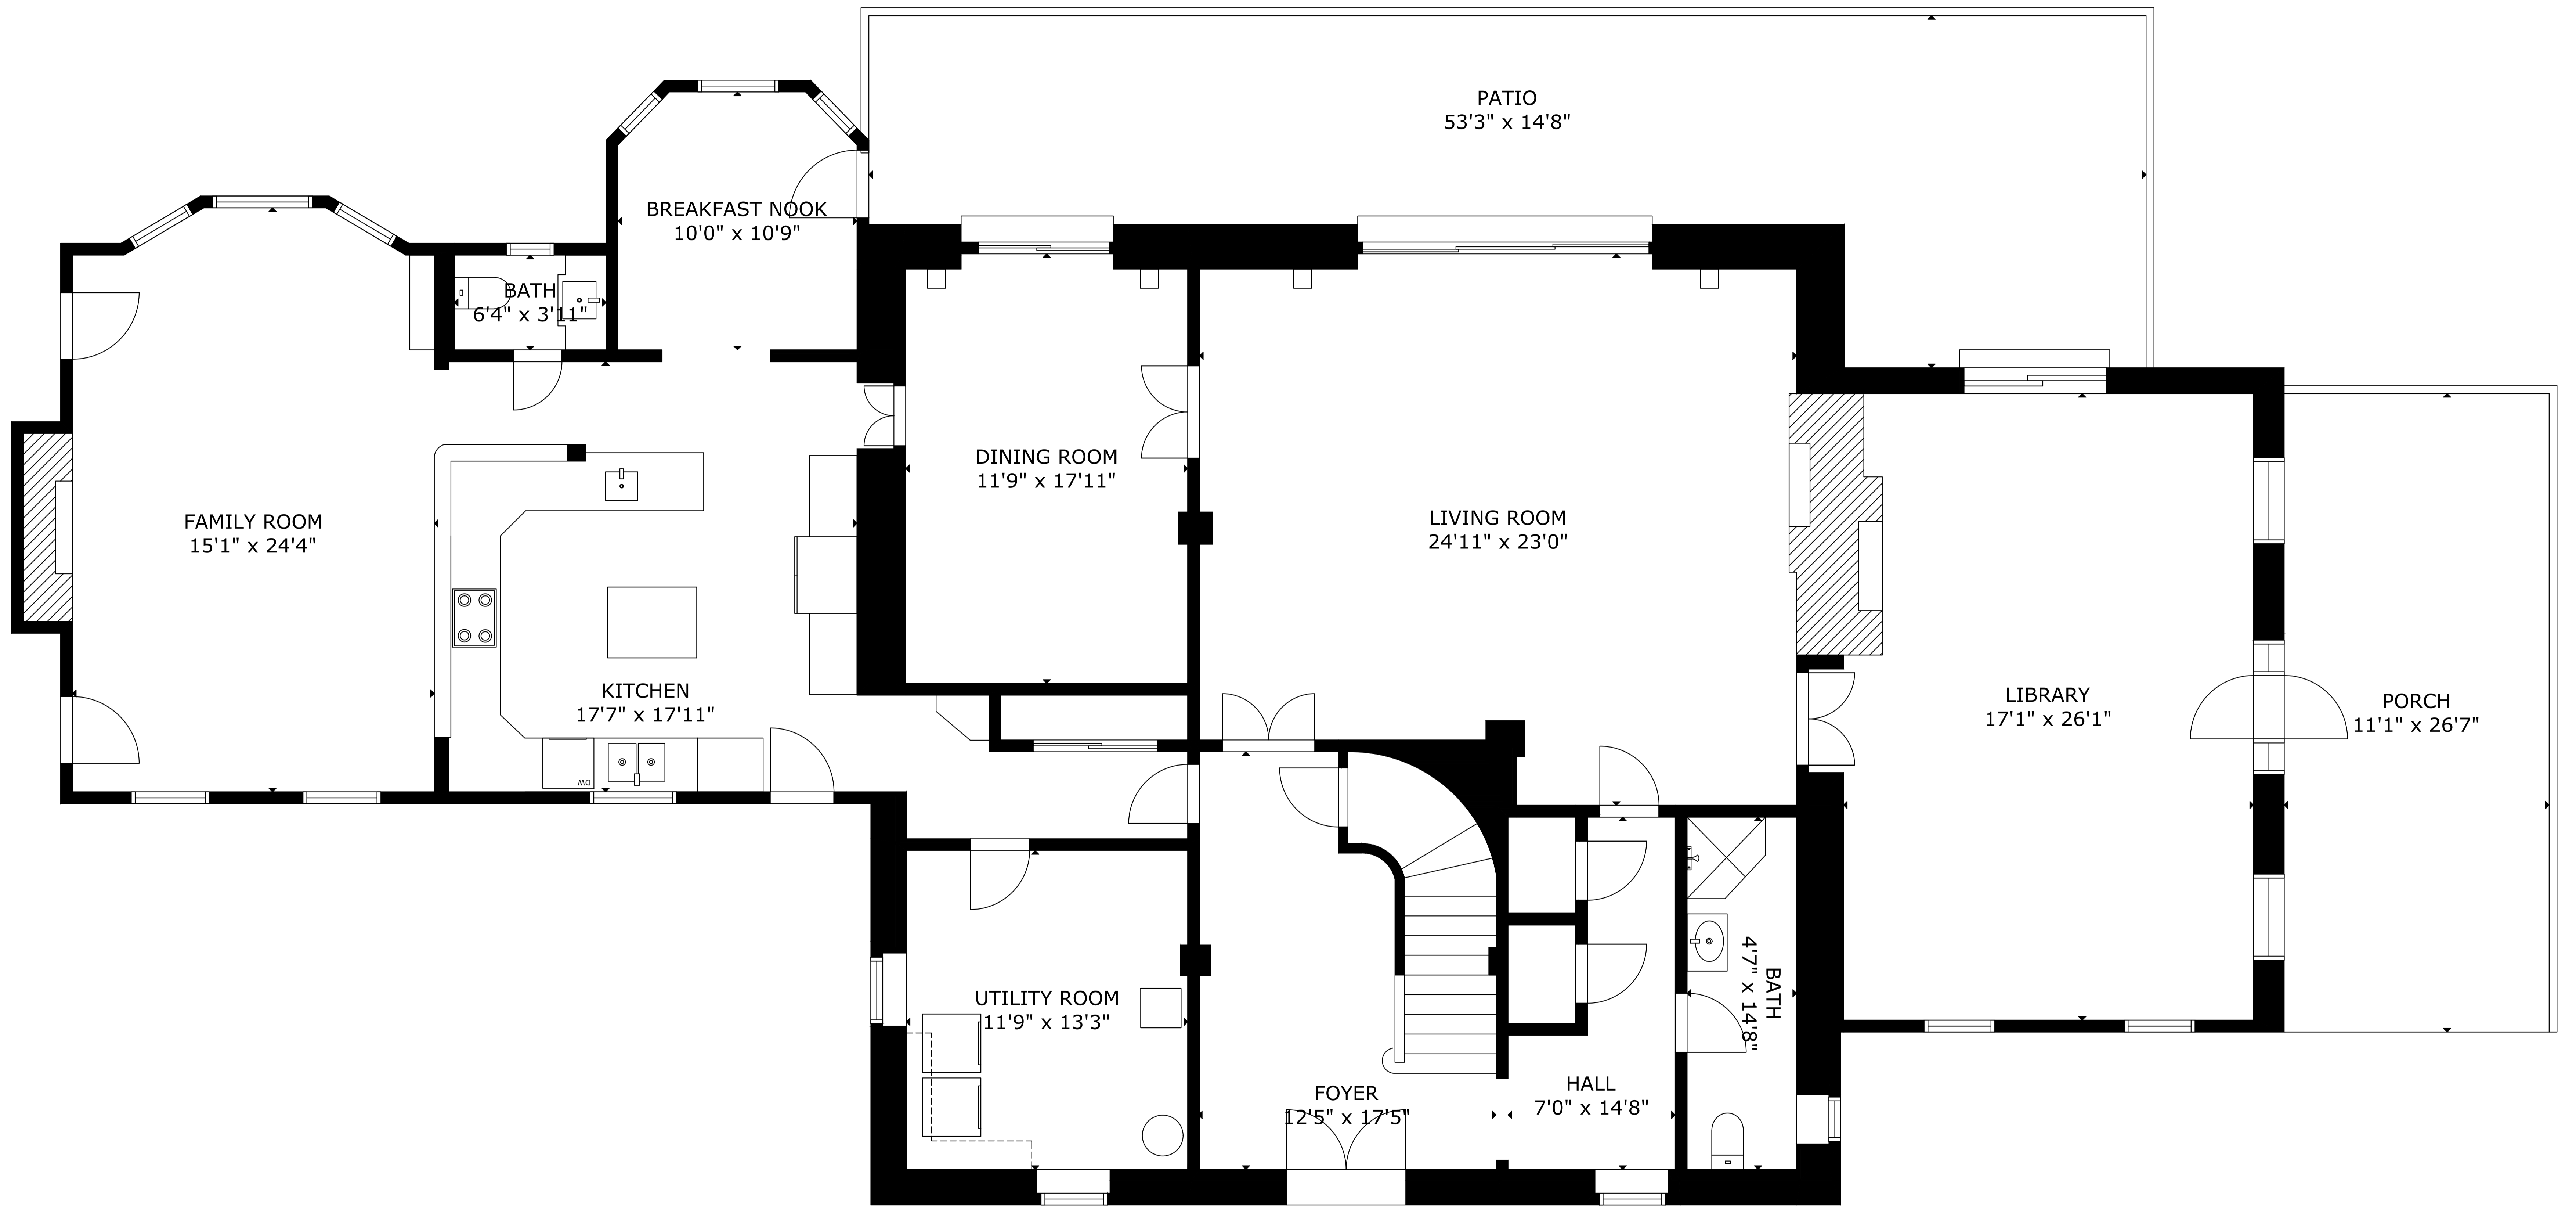 PATIO
53'3" x 14'8"
BREAKFAST NOOK
10'0" x 10'9"
BATH
6'4" x 3'11"
DINING ROOM
11'9" x 17'11"
FAMILY ROOM
15'1" x 24'4"
LIVING ROOM
24'11" x 23'0"
KITCHEN
17'7" x 17'11"
LIBRARY
17'1" x 26'1"
PORCH
11'1" x 26'7"
DW
UTILITY ROOM
11'9" x 13'3"
BATH
4'7" x 14'8"
FOYER
12'5" x 17'5"
HALL
7'0" x 14'8"